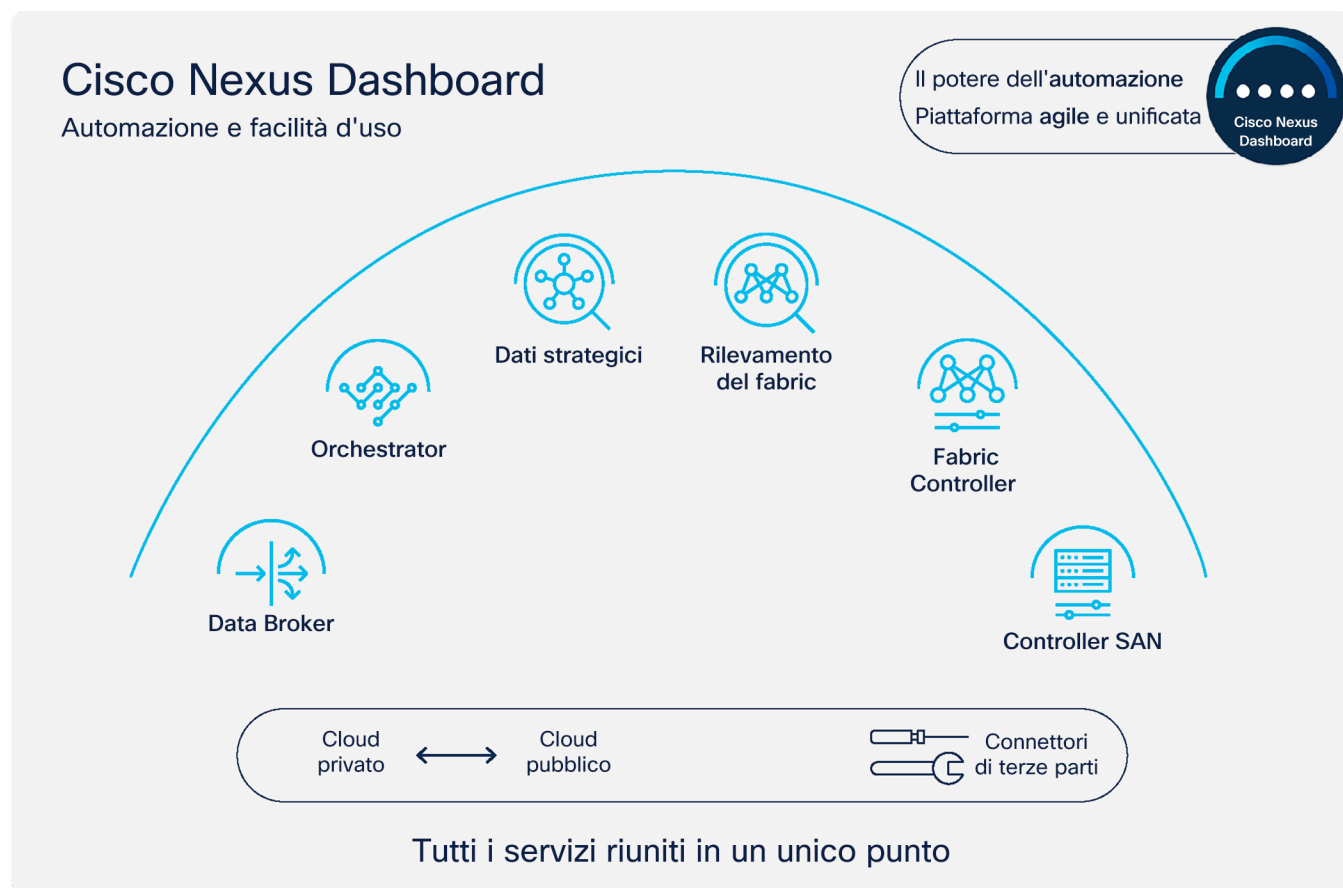 Cisco Nexus Dashboard
Automazione e facilità d'uso
Il potere dell'automazione
Piattaforma agile e unificata
Cisco Nexus
Dashboard
Dati strategici
Rilevamento
del fabric
Orchestrator
Fabric
Controller
Data Broker
Controller SAN
Cloud
privato
Cloud
pubblico
Connettori
di terze parti
Tutti i servizi riuniti in un unico punto